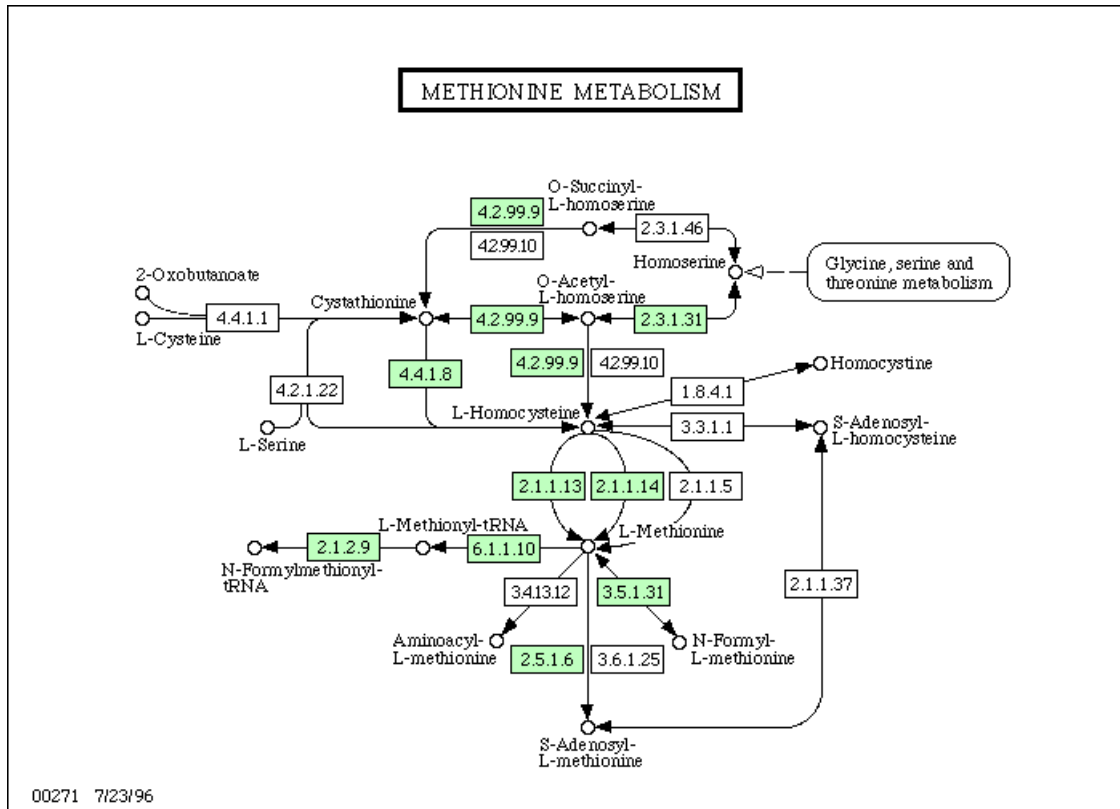 METHIONINE METABOLISM
O-Succinyl-
L-homoserine
4.2.99.9
4.2.99.10
2.3.1.46
Homoserine
Glycine, serine and
threonine metabolism
2-Oxobutanoate
O-Acetyl-
L-homoserine
Cystathionine
4.4.1.1
4.2.99.9
2.3.1.31
L-Cysteine
4.2.99.9
4.2.99.10
Homocystine
4.4.1.8
4.2.1.22
1.8.4.1
L-Homocysteine
3.3.1.1
S-Adenosyl-
L-homocysteine
L-Serine
2.1.1.13
2.1.1.14
2.1.1.5
L-Methionyl-tRNA
L-Methionine
2.1.2.9
6.1.1.10
N-Formylmethionyl-
tRNA
3.4.13.12
3.5.1.31
2.1.1.37
Aminoacyl-
L-methionine
2.5.1.6
3.6.1.25
N-Formyl-
L-methionine
S-Adenosyl-
L-methionine
00271 7/23/96